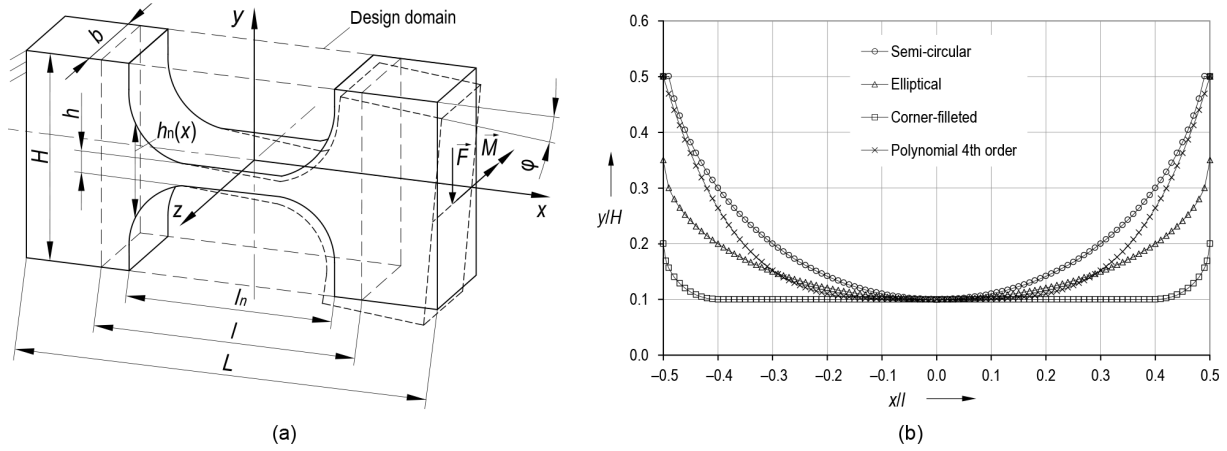 y
Design domain
b
h
H
hₙ(x)
F⃗
M⃗
φ
x
z
lₙ
l
L
(a)
0.6
0.5
0.4
0.3
0.2
0.1
0.0
y/H
Semi-circular
Elliptical
Corner-filleted
Polynomial 4th order
–0.5 –0.4 –0.3 –0.2 –0.1 0.0 0.1 0.2 0.3 0.4 0.5
x/l
(b)